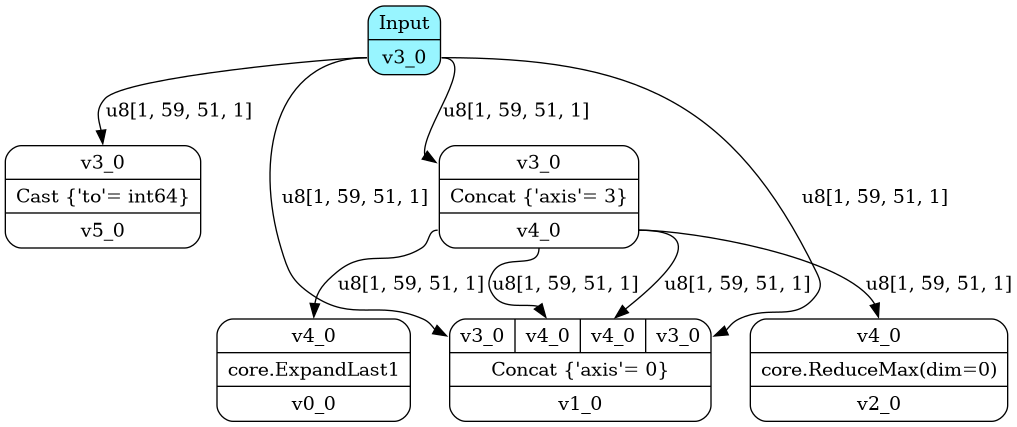 Input
v3_0
u8[1, 59, 51, 1]
u8[1, 59, 51, 1]
v3_0
Cast {'to'= int64}
v5_0
u8[1, 59, 51, 1]
v3_0
Concat {'axis'= 3}
v4_0
u8[1, 59, 51, 1]
u8[1, 59, 51, 1]
u8[1, 59, 51, 1]
u8[1, 59, 51, 1]
u8[1, 59, 51, 1]
v4_0
core.ExpandLast1
v0_0
v3_0 v4_0 v4_0 v3_0
Concat {'axis'= 0}
v1_0
v4_0
core.ReduceMax(dim=0)
v2_0